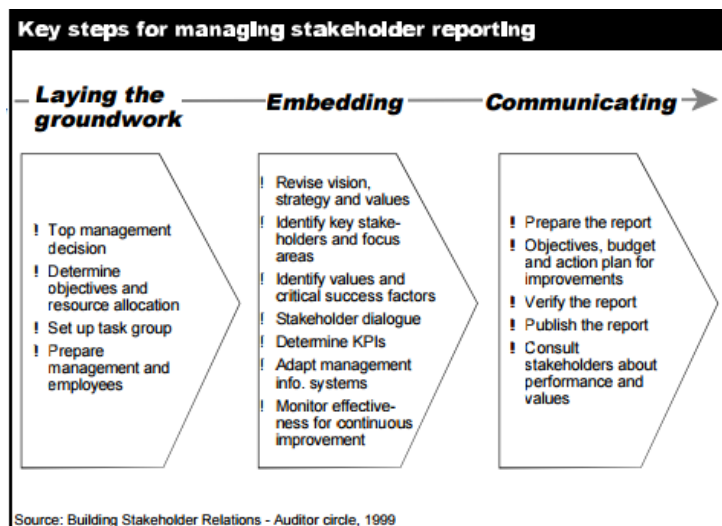 Key steps for managing stakeholder reporting
Laying the
groundwork
Embedding
Communicating
! Top management
decision
! Determine
objectives and
resource allocation
! Set up task group
! Prepare
management and
employees
! Revise vision,
strategy and values
! Identify key stake-
holders and focus
areas
! Identify values and
critical success factors
! Stakeholder dialogue
! Determine KPIs
! Adapt management
info. systems
! Monitor effective-
ness for continuous
improvement
! Prepare the report
! Objectives, budget
and action plan for
improvements
! Verify the report
! Publish the report
! Consult
stakeholders about
performance and
values
Source: Building Stakeholder Relations - Auditor circle, 1999